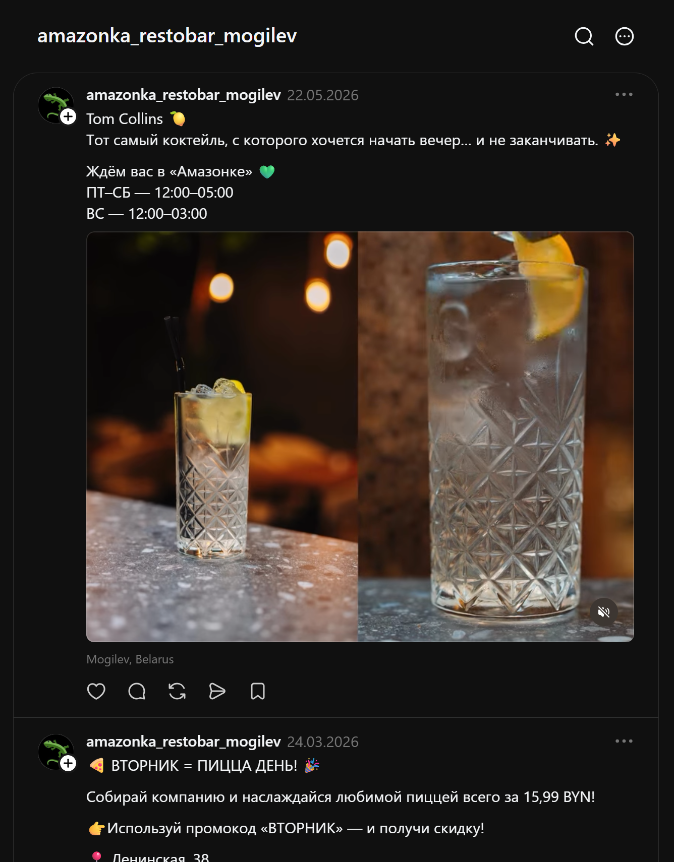 amazonka_restobar_mogilev
amazonka_restobar_mogilev 22.05.2026
Tom Collins 🍋
Тот самый коктейль, с которого хочется начать вечер... и не заканчивать. ✨
Ждём вас в «Амазонке» 💚
ПТ–СБ — 12:00–05:00
ВС — 12:00–03:00
Mogilev, Belarus
amazonka_restobar_mogilev 24.03.2026
🍕 ВТОРНИК = ПИЦЦА ДЕНЬ! 🎉
Собирай компанию и наслаждайся любимой пиццей всего за 15,99 BYN!
👉Используй промокод «ВТОРНИК» — и получи скидку!
📍 Ленинская, 38